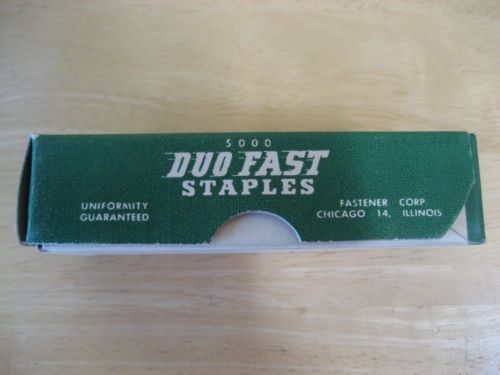 5000
DUO FAST
STAPLES
UNIFORMITY
GUARANTEED
FASTENER CORP
CHICAGO 14, ILLINOIS